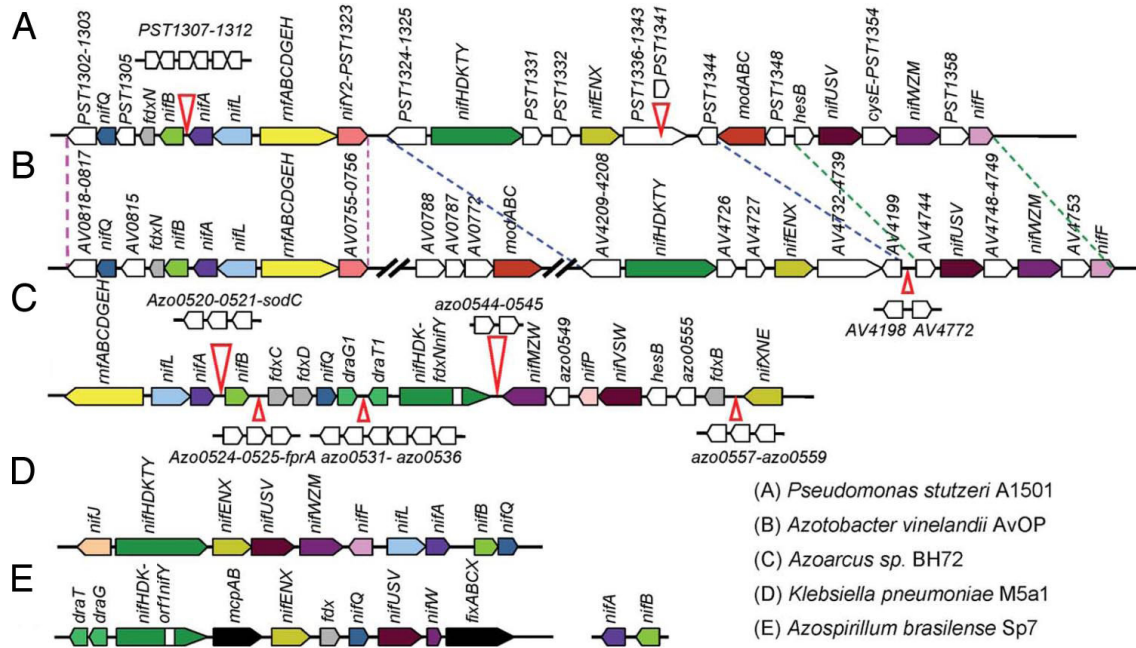 A
PST1302-1303
nifQ
PST1305
fdxN
nifB
PST1307-1312
nifA
nifL
rnfABCDGEH
nifY2-PST1323
PST1324-1325
nifHDKTY
PST1331
PST1332
nifENX
PST1336-1343
PST1341
PST1344
modABC
PST1348
hesB
nifUSV
cysE-PST1354
nifWZM
PST1358
nifF
B
AV0818-0817
nifQ
AV0815
fdxN
nifB
nifA
nifL
rnfABCDGEH
AV0755-0756
AV0788
AV0787
AV0772
modABC
AV4209-4208
nifHDKTY
AV4726
AV4727
nifENX
AV4732-4739
AV4199
AV4744
nifUSV
AV4748-4749
nifWZM
AV4753
nifF
AV4198 AV4772
C
rnfABCDGEH
nifL
nifA
Azo0520-0521-sodC
nifB
fdxC
fdxD
nifQ
draG1
draT1
nifHDK-
fdxNnifY
azo0544-0545
nifMZW
azo0549
nifP
nifVSW
hesB
azo0555
fdxB
nifXNE
Azo0524-0525-fprA
azo0531- azo0536
azo0557-azo0559
D
nifJ
nifHDKTY
nifENX
nifUSV
nifWZM
nifF
nifL
nifA
nifB
nifQ
E
draT
draG
nifHDK-
orf1nifY
mcpAB
nifENX
fdx
nifQ
nifUSV
nifW
fixABCX
nifA
nifB
(A) Pseudomonas stutzeri A1501
(B) Azotobacter vinelandii AvOP
(C) Azoarcus sp. BH72
(D) Klebsiella pneumoniae M5a1
(E) Azospirillum brasilense Sp7